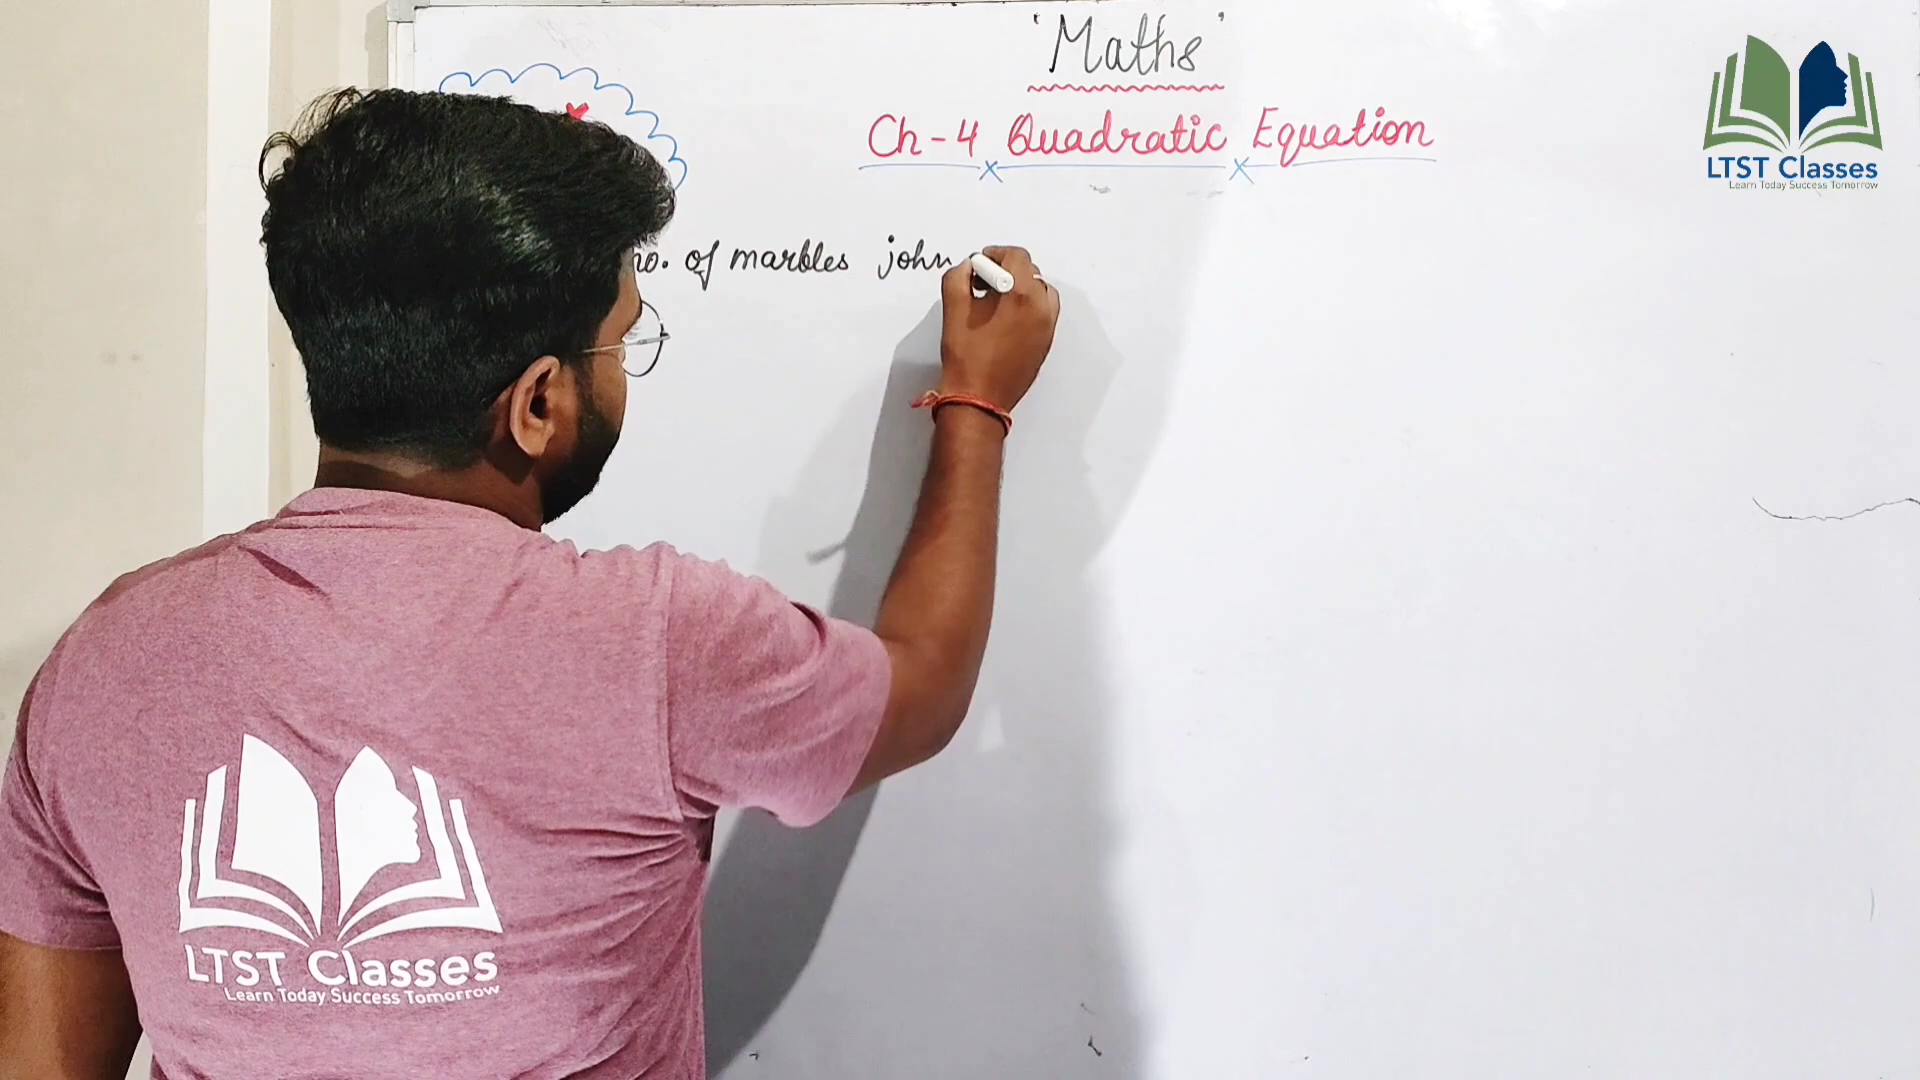 'Maths'
Ch-4 Quadratic Equation
LTST Classes
Learn Today Success Tomorrow
no. of marbles john
LTST Classes
Learn Today Success Tomorrow